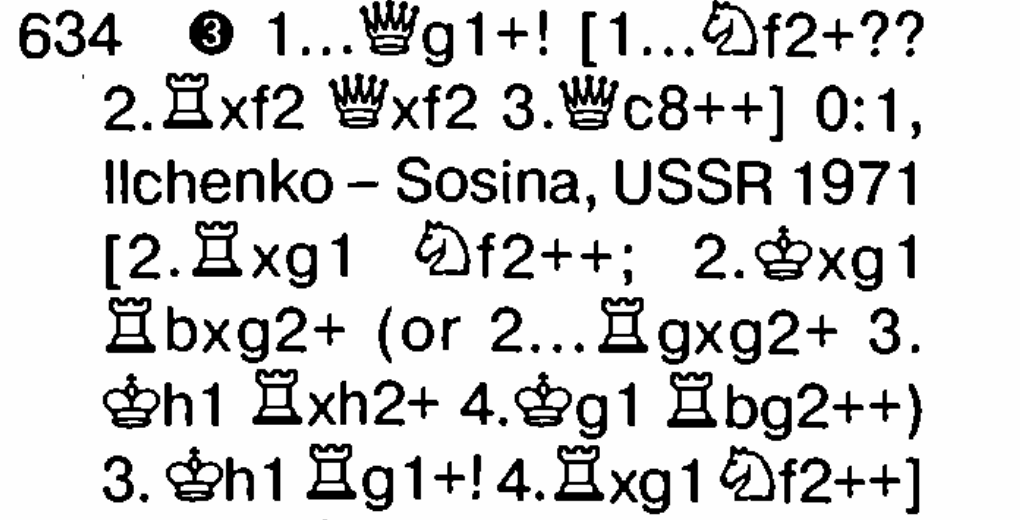 634 ❸ 1...♕g1+! [1...♘f2+??
2.♖xf2 ♕xf2 3.♕c8++] 0:1,
Ilchenko – Sosina, USSR 1971
[2.♖xg1 ♘f2++; 2.♔xg1
♖bxg2+ (or 2...♖gxg2+ 3.
♔h1 ♖xh2+ 4.♔g1 ♖bg2++)
3. ♔h1 ♖g1+! 4.♖xg1 ♘f2++]